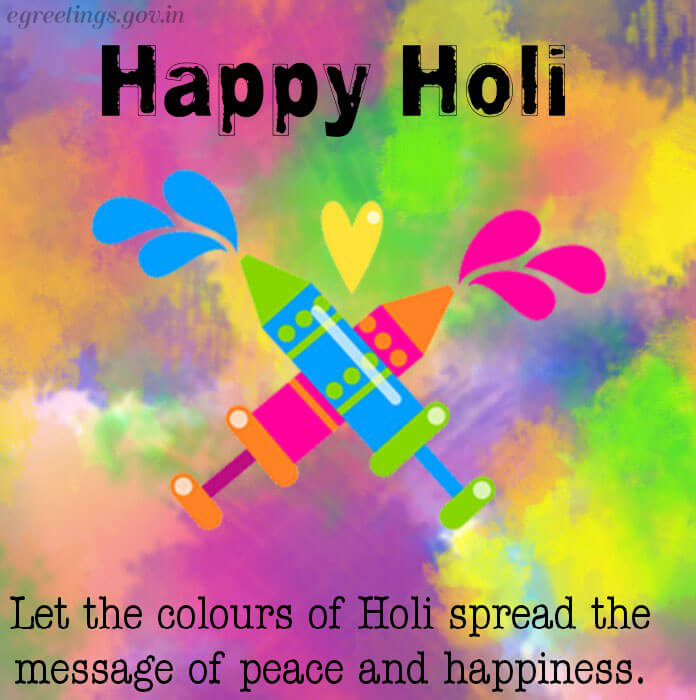 egreetings.gov.in
Happy Holi
Let the colours of Holi spread the
message of peace and happiness.